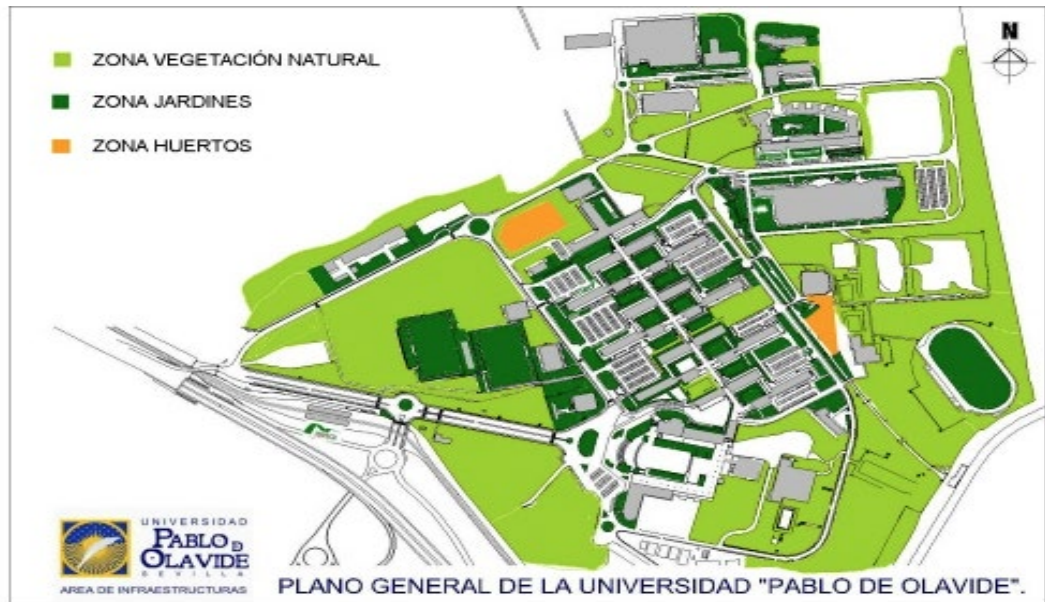 ZONA VEGETACIÓN NATURAL
ZONA JARDINES
ZONA HUERTOS
N
UNIVERSIDAD
PABLO DE
OLAVIDE
SEVILLA
AREA DE INFRAESTRUCTURAS
PLANO GENERAL DE LA UNIVERSIDAD "PABLO DE OLAVIDE".